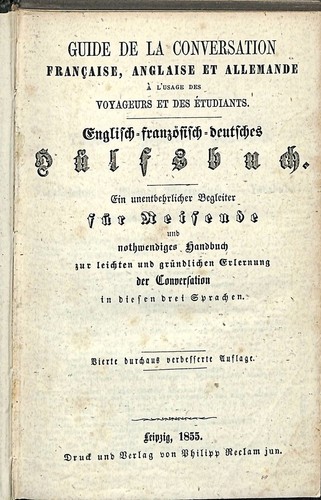 GUIDE DE LA CONVERSATION
FRANÇAISE, ANGLAISE ET ALLEMANDE
À L'USAGE DES
VOYAGEURS ET DES ÉTUDIANTS.
Englisch-französisch-deutsches
Hülfsbuch.
Ein unentbehrlicher Begleiter
für Reisende
und
nothwendiges Handbuch
zur leichten und gründlichen Erlernung
der Conversation
in diesen drei Sprachen.
Vierte durchaus verbesserte Auflage.
Leipzig, 1855.
Druck und Verlag von Philipp Reclam jun.